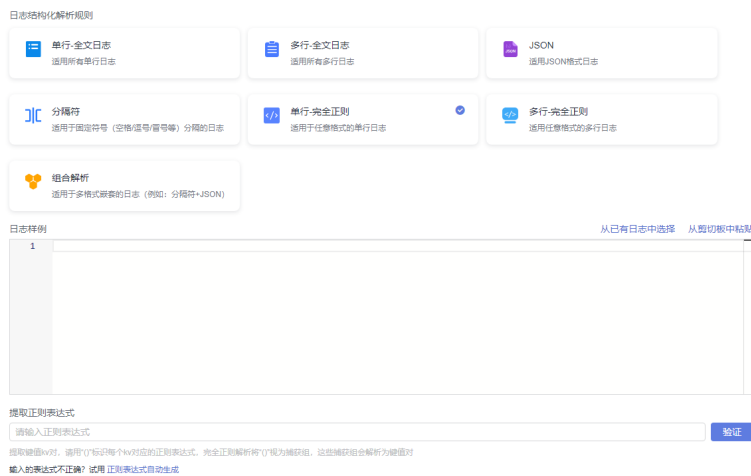 日志结构化解析规则
单行-全文日志
适用所有单行日志
多行-全文日志
适用所有多行日志
JSON
适用JSON格式日志
分隔符
适用于固定符号（空格/逗号/冒号等）分隔的日志
单行-完全正则
适用于任意格式的单行日志
多行-完全正则
适用任意格式的多行日志
组合解析
适用于多格式嵌套的日志（例如：分隔符+JSON）
日志样例
从已有日志中选择 从剪切板中粘贴
1
提取正则表达式
请输入正则表达式
验证
提取键值kv对，请用"()"标识每个kv对应的正则表达式，完全正则解析将"()"视为捕获组，这些捕获组会解析为键值对
输入的表达式不正确？试用 正则表达式自动生成